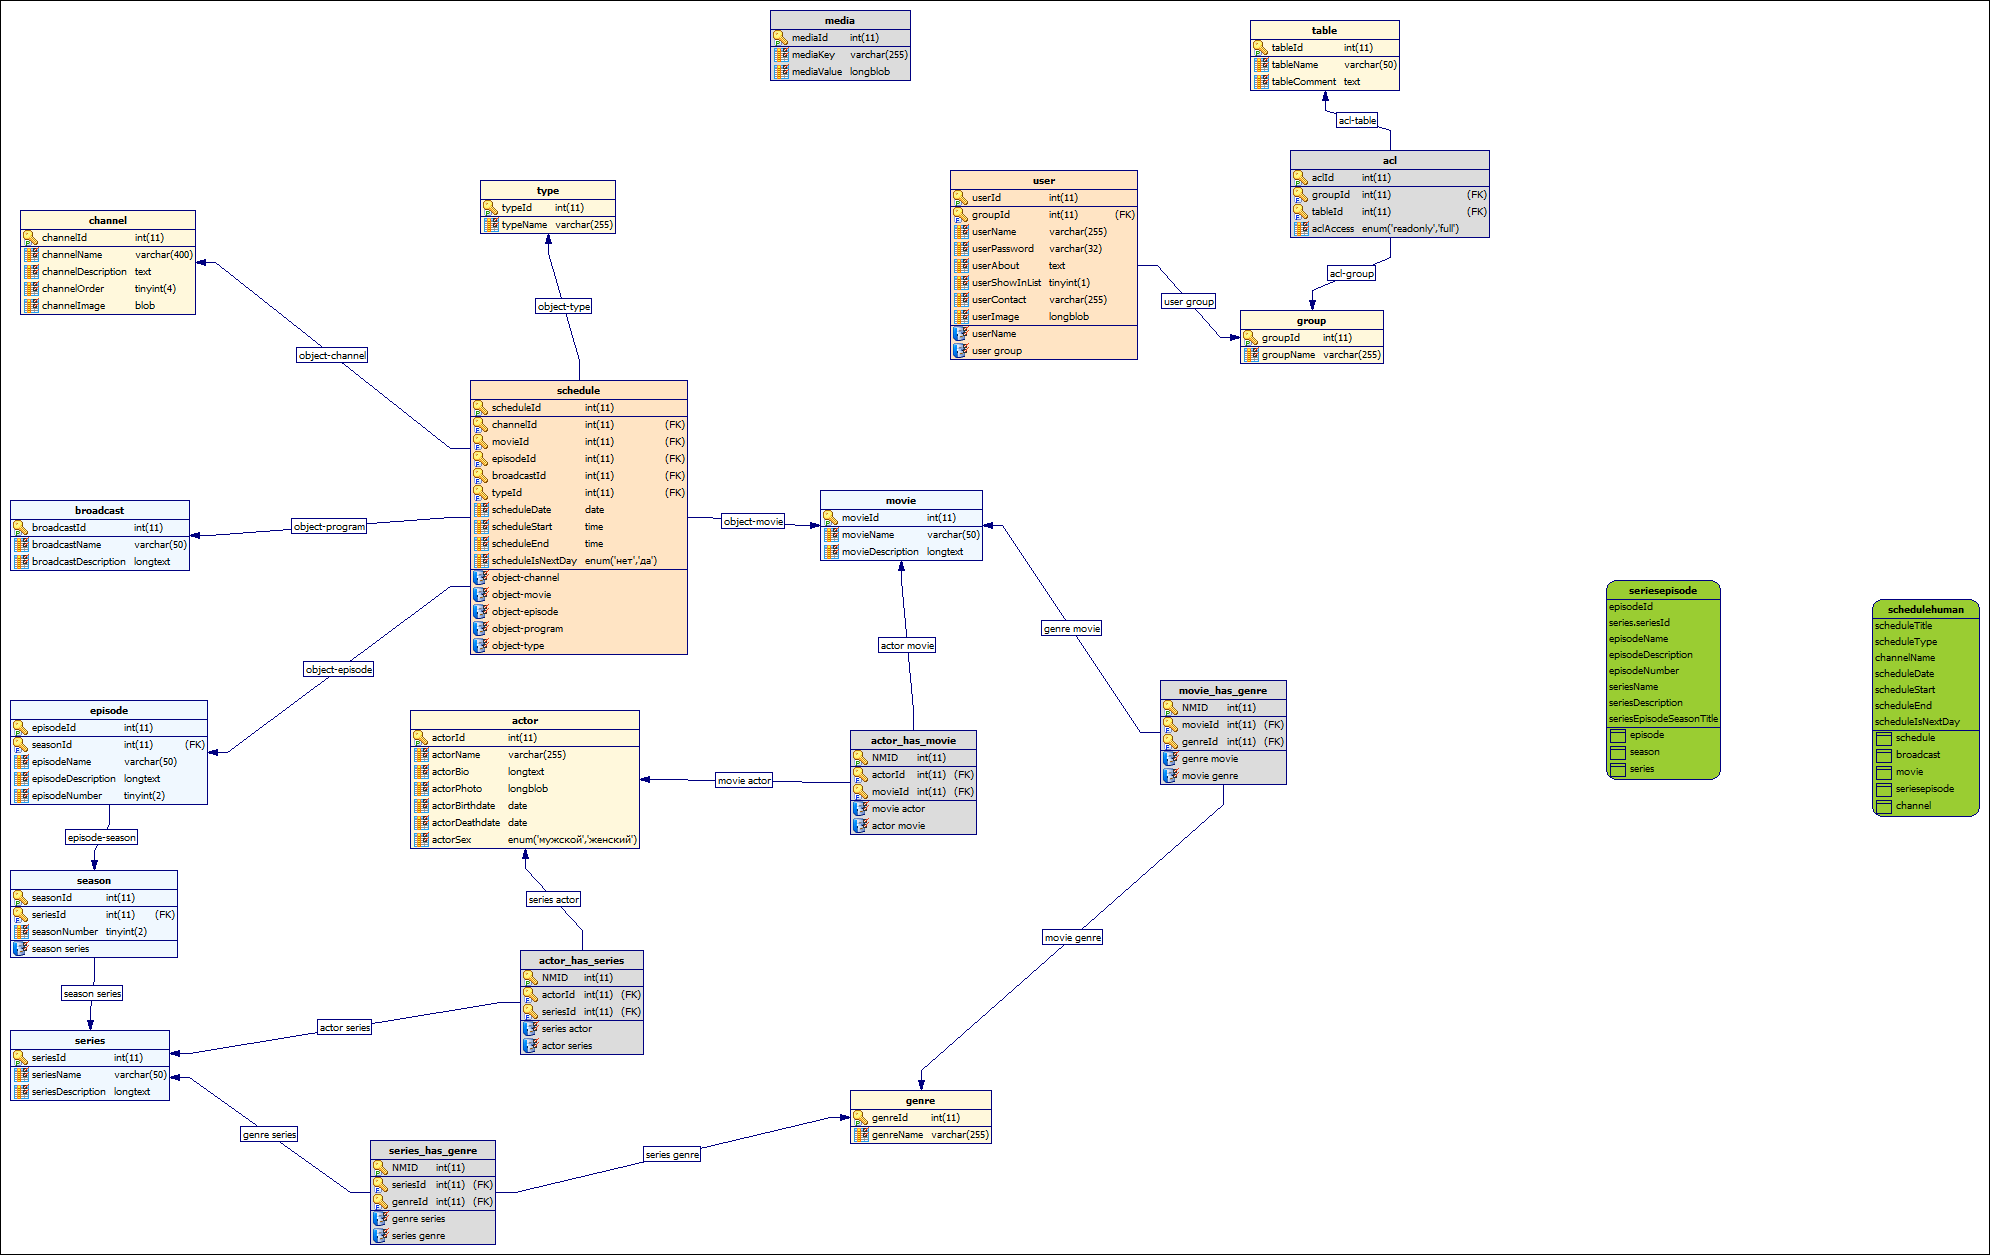 media
mediaId int(11)
mediaKey varchar(255)
mediaValue longblob
table
tableId int(11)
tableName varchar(50)
tableComment text
acl-table
acl
aclId int(11)
groupId int(11) (FK)
tableId int(11) (FK)
aclAccess enum('readonly','full')
acl-group
user
userId int(11)
groupId int(11) (FK)
userName varchar(255)
userPassword varchar(32)
userAbout text
userShowInList tinyint(1)
userContact varchar(255)
userImage longblob
userName
user group
user group
group
groupId int(11)
groupName varchar(255)
type
typeId int(11)
typeName varchar(255)
object-type
channel
channelId int(11)
channelName varchar(400)
channelDescription text
channelOrder tinyint(4)
channelImage blob
object-channel
schedule
scheduleId int(11)
channelId int(11) (FK)
movieId int(11) (FK)
episodeId int(11) (FK)
broadcastId int(11) (FK)
typeId int(11) (FK)
scheduleDate date
scheduleStart time
scheduleEnd time
scheduleIsNextDay enum('нет','да')
object-channel
object-movie
object-episode
object-program
object-type
broadcast
broadcastId int(11)
broadcastName varchar(50)
broadcastDescription longtext
object-program
object-movie
movie
movieId int(11)
movieName varchar(50)
movieDescription longtext
object-episode
actor movie
genre movie
seriesepisode
episodeId
series.seriesId
episodeName
episodeDescription
episodeNumber
seriesName
seriesDescription
seriesEpisodeSeasonTitle
episode
season
series
schedulehuman
scheduleTitle
scheduleType
channelName
scheduleDate
scheduleStart
scheduleEnd
scheduleIsNextDay
schedule
broadcast
movie
seriesepisode
channel
episode
episodeId int(11)
seasonId int(11) (FK)
episodeName varchar(50)
episodeDescription longtext
episodeNumber tinyint(2)
episode-season
actor
actorId int(11)
actorName varchar(255)
actorBio longtext
actorPhoto longblob
actorBirthdate date
actorDeathdate date
actorSex enum('мужской','женский')
movie actor
actor_has_movie
NMID int(11)
actorId int(11) (FK)
movieId int(11) (FK)
movie actor
actor movie
movie_has_genre
NMID int(11)
movieId int(11) (FK)
genreId int(11) (FK)
genre movie
movie genre
season
seasonId int(11)
seriesId int(11) (FK)
seasonNumber tinyint(2)
season series
season series
series actor
movie genre
actor_has_series
NMID int(11)
actorId int(11) (FK)
seriesId int(11) (FK)
series actor
actor series
actor series
series
seriesId int(11)
seriesName varchar(50)
seriesDescription longtext
genre series
series_has_genre
NMID int(11)
seriesId int(11) (FK)
genreId int(11) (FK)
genre series
series genre
series genre
genre
genreId int(11)
genreName varchar(255)